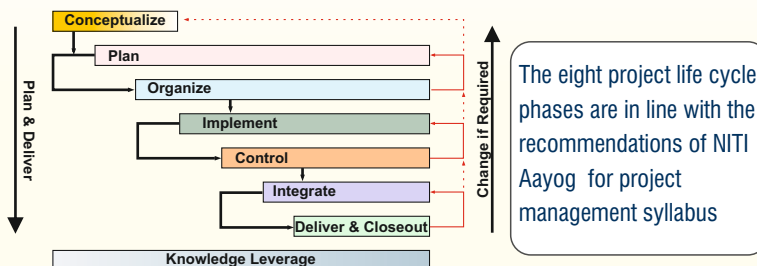 Conceptualize
Plan
Organize
Implement
Control
Integrate
Deliver & Closeout
Knowledge Leverage
Plan & Deliver
Change if Required
The eight project life cycle
phases are in line with the
recommendations of NITI
Aayog for project
management syllabus